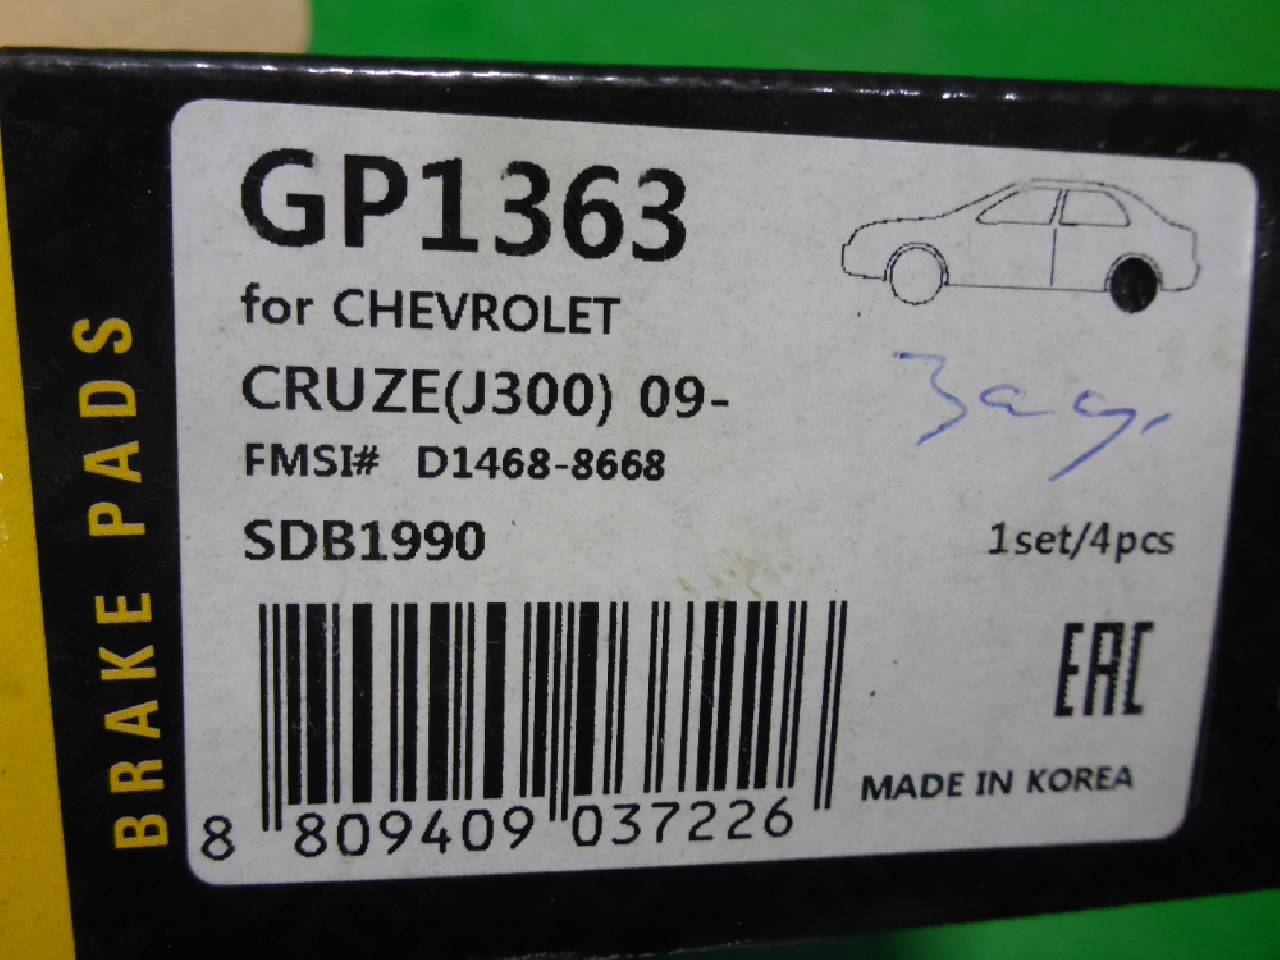 GP1363
for CHEVROLET
CRUZE(J300) 09-
FMSI# D1468-8668
SDB1990
1set/4pcs
Зад.
EAC
MADE IN KOREA
8 809409 037226
BRAKE PADS